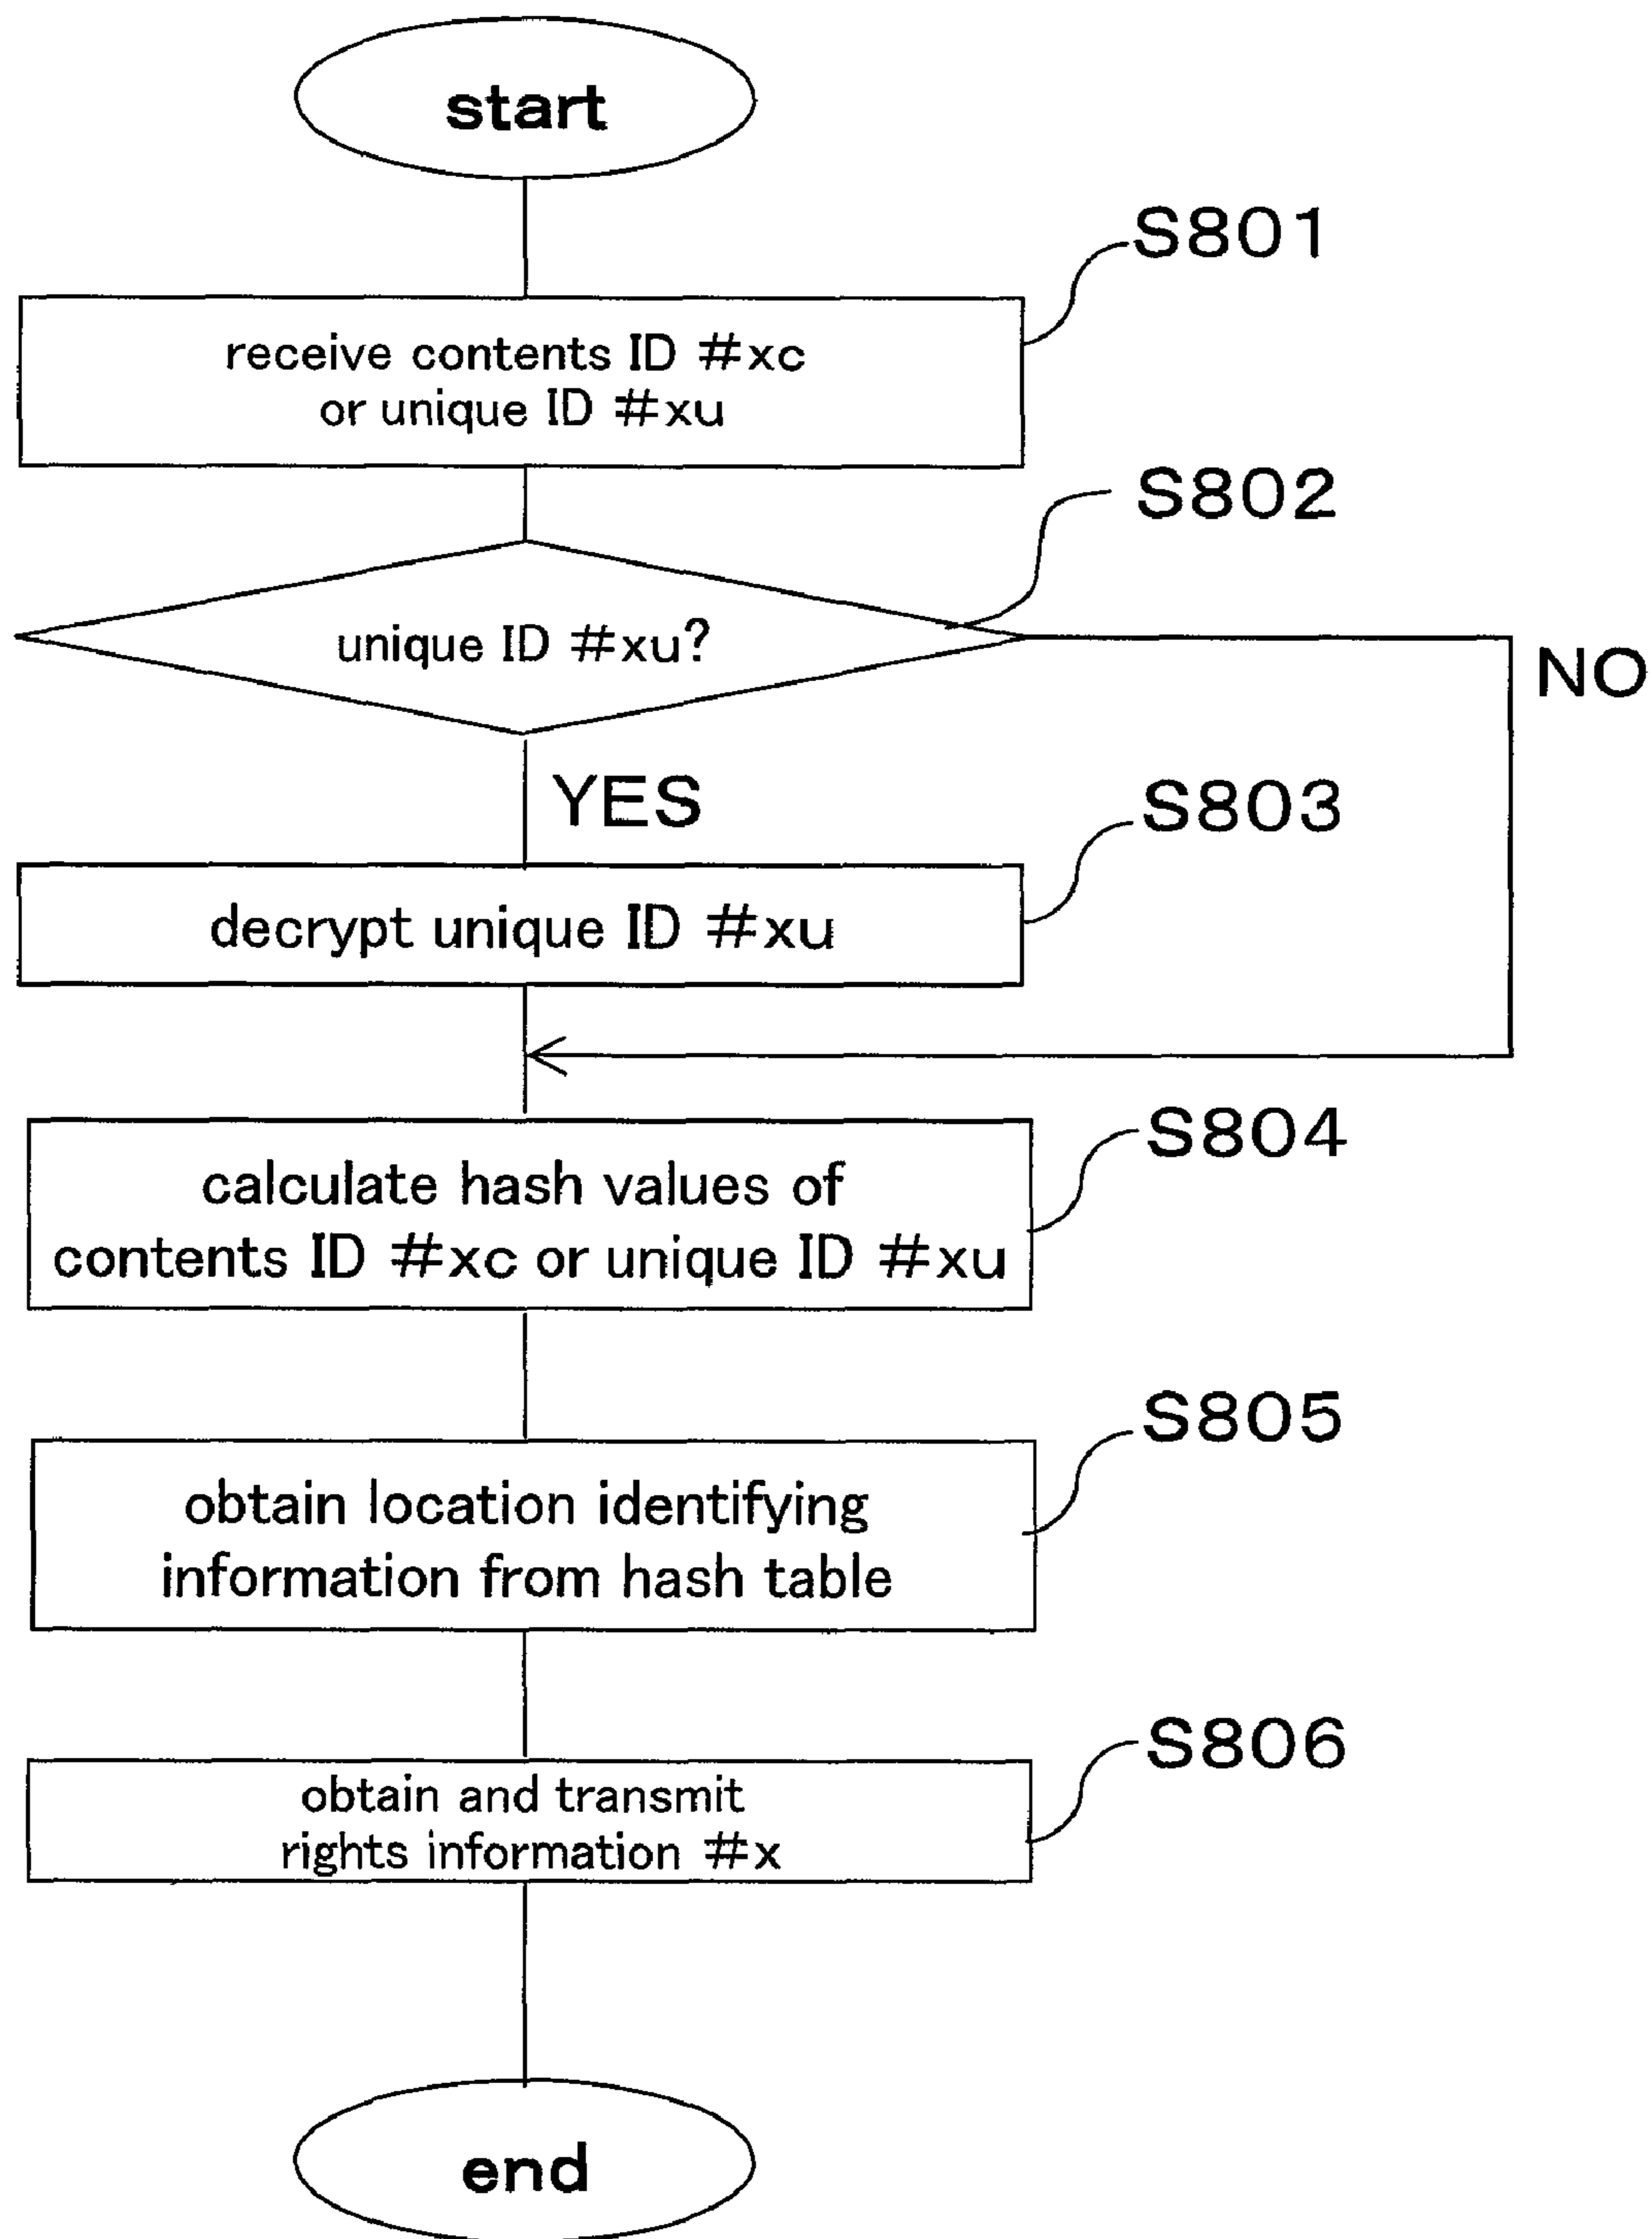 start
S801
receive contents ID #xc
or unique ID #xu
S802
unique ID #xu?
NO
YES
S803
decrypt unique ID #xu
S804
calculate hash values of
contents ID #xc or unique ID #xu
S805
obtain location identifying
information from hash table
S806
obtain and transmit
rights information #x
end